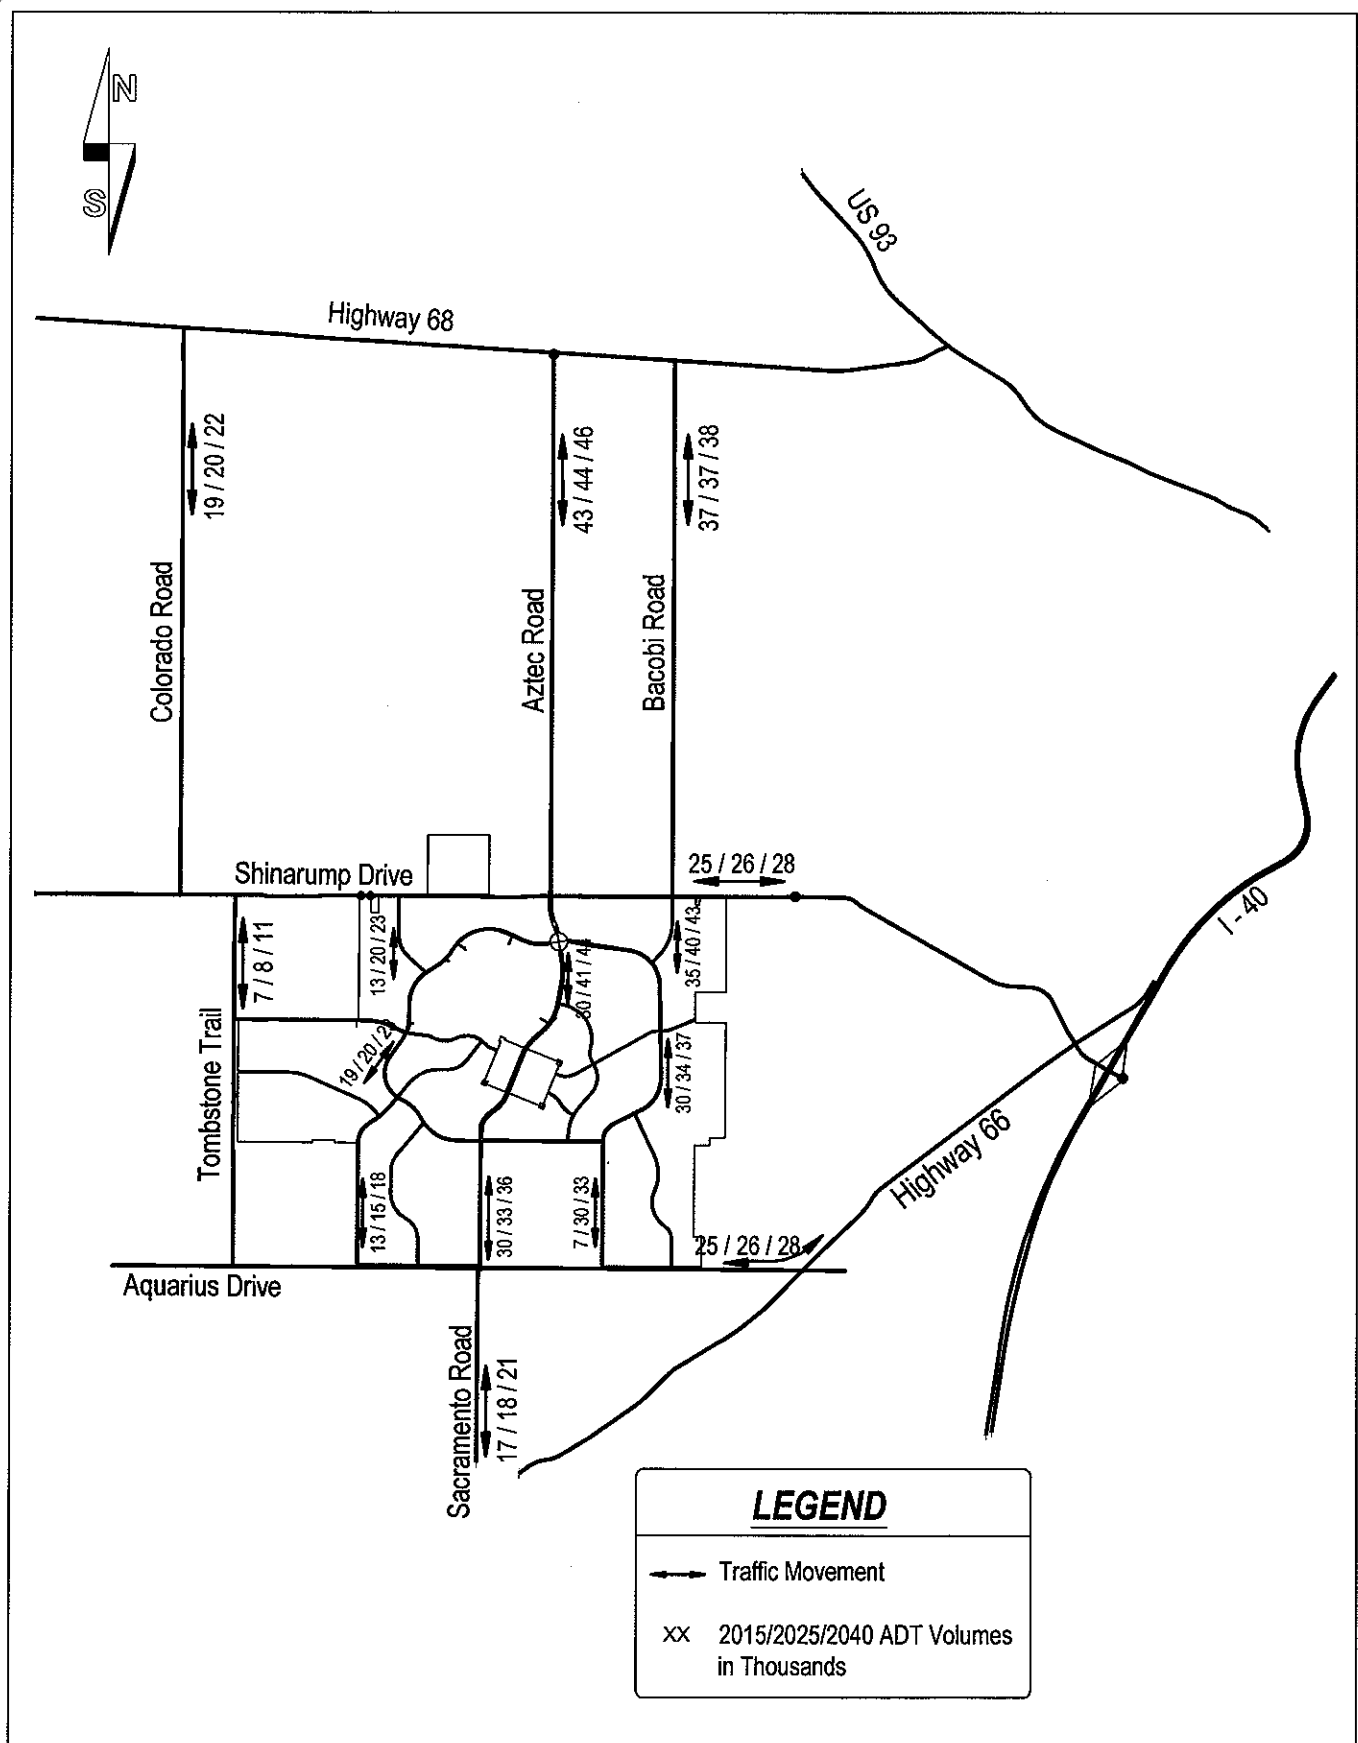 N
S
US 93
Highway 68
19 / 20 / 22
43 / 44 / 46
37 / 37 / 38
Colorado Road
Aztec Road
Bacobi Road
Shinarump Drive
25 / 26 / 28
I - 40
7 / 8 / 11
13 / 20 / 23
35 / 40 / 43
/ 41 /
Tombstone Trail
19 / 20 /
30 / 34 / 37
Highway 66
13 / 15 / 18
30 / 33 / 36
7 / 30 / 33
25 / 26 / 28
Aquarius Drive
Sacramento Road
17 / 18 / 21
LEGEND
Traffic Movement
XX 2015/2025/2040 ADT Volumes
in Thousands